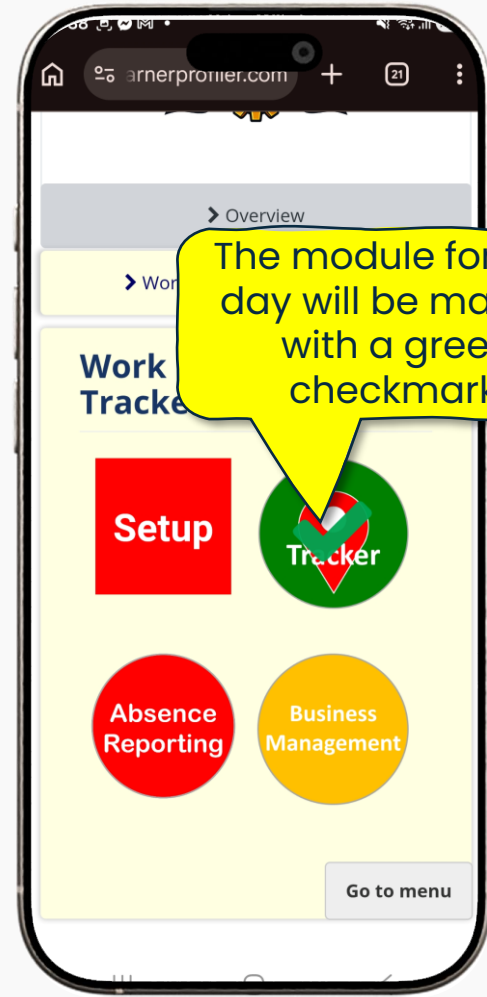 arnerprofiler.com
21
Overview
Wor
The module for
day will be ma
with a gree
checkmark
Work
Tracke
Setup
Tracker
Absence
Reporting
Business
Management
Go to menu